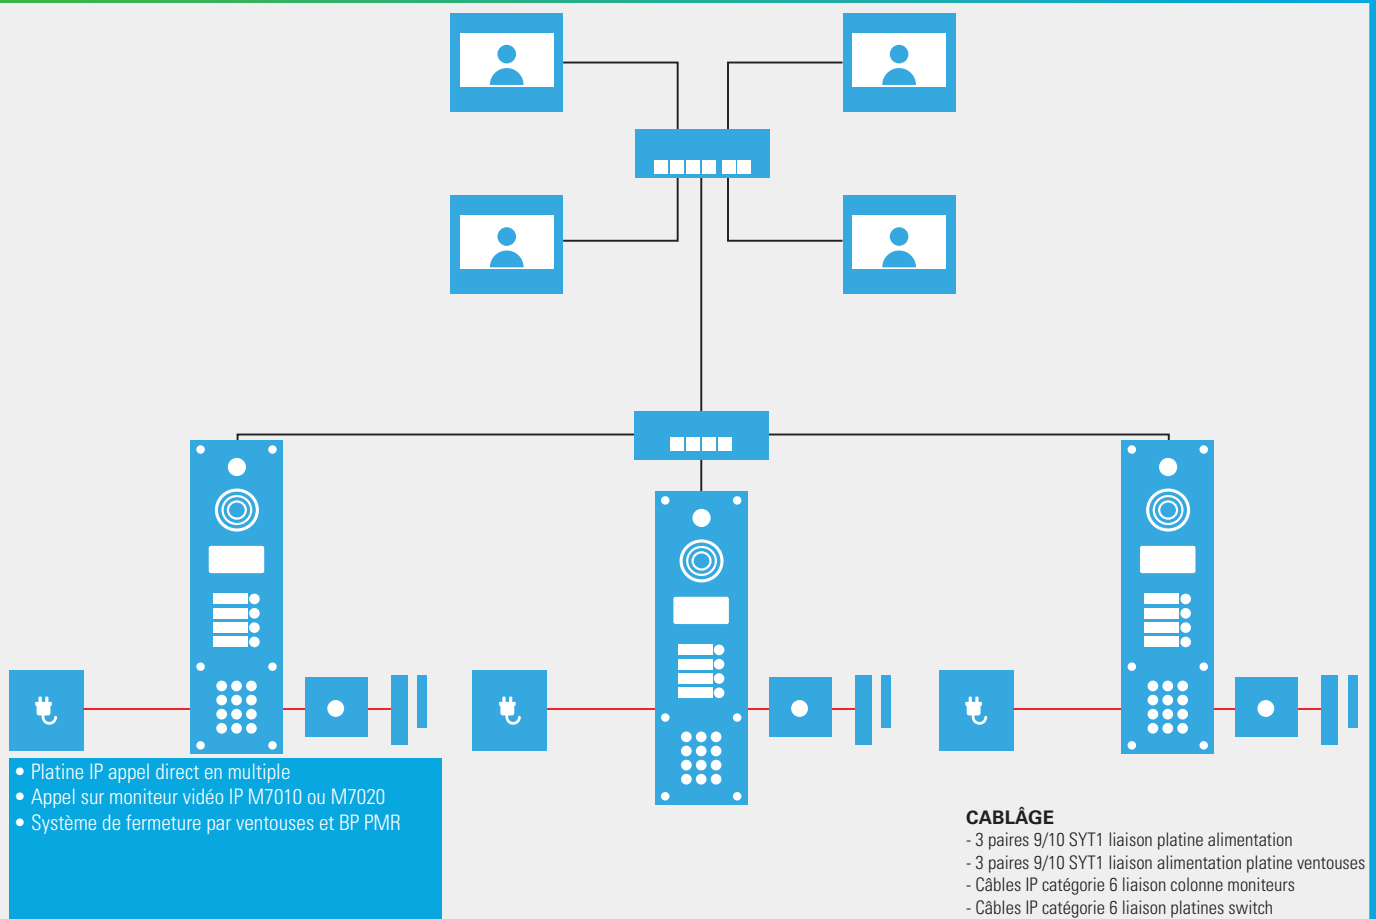 • Platine IP appel direct en multiple
• Appel sur moniteur vidéo IP M7010 ou M7020
• Système de fermeture par ventouses et BP PMR
CABLÂGE
- 3 paires 9/10 SYT1 liaison platine alimentation
- 3 paires 9/10 SYT1 liaison alimentation platine ventouses
- Câbles IP catégorie 6 liaison colonne moniteurs
- Câbles IP catégorie 6 liaison platines switch